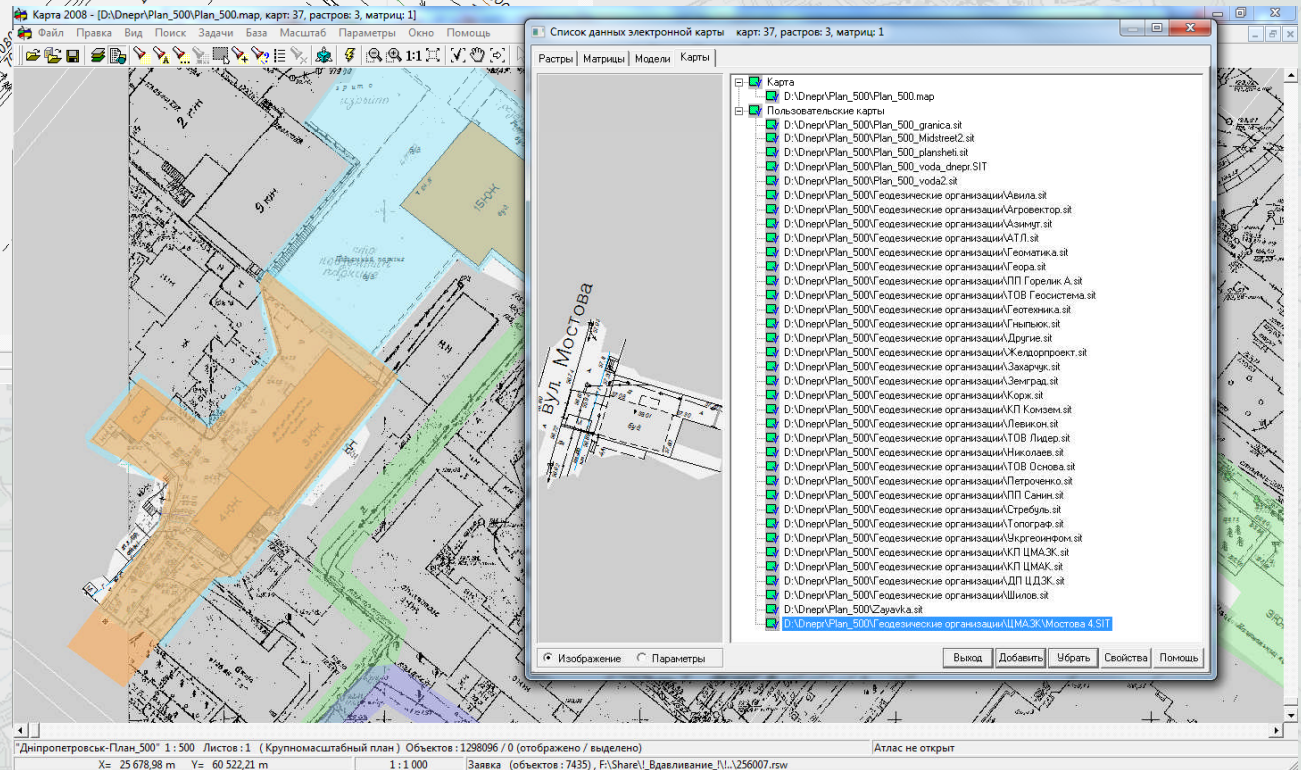 Карта 2008 - [D:\Dnepr\Plan_500\Plan_500.map, карт: 37, растров: 3, матриц: 1]
Файл Правка Вид Поиск Задачи База Масштаб Параметры Окно Помощь
1:1
Список данных электронной карты карт: 37, растров: 3, матриц: 1
Растры Матрицы Модели Карты
Карта
D:\Dnepr\Plan_500\Plan_500.map
Пользовательские карты
D:\Dnepr\Plan_500\Plan_500_granica.sit
D:\Dnepr\Plan_500\Plan_500_Midstreet2.sit
D:\Dnepr\Plan_500\Plan_500_plansheti.sit
D:\Dnepr\Plan_500\Plan_500_voda_dnepr.SIT
D:\Dnepr\Plan_500\Plan_500_voda2.sit
D:\Dnepr\Plan_500\Геодезические организации\Авила.sit
D:\Dnepr\Plan_500\Геодезические организации\Агровектор.sit
D:\Dnepr\Plan_500\Геодезические организации\Азимут.sit
D:\Dnepr\Plan_500\Геодезические организации\АТЛ.sit
D:\Dnepr\Plan_500\Геодезические организации\Геоматика.sit
D:\Dnepr\Plan_500\Геодезические организации\Геора.sit
D:\Dnepr\Plan_500\Геодезические организации\ПП Горелик А.sit
D:\Dnepr\Plan_500\Геодезические организации\ТОВ Геосистема.sit
D:\Dnepr\Plan_500\Геодезические организации\Геотехника.sit
D:\Dnepr\Plan_500\Геодезические организации\Гныпюк.sit
D:\Dnepr\Plan_500\Геодезические организации\Другие.sit
D:\Dnepr\Plan_500\Геодезические организации\Желдорпроект.sit
D:\Dnepr\Plan_500\Геодезические организации\Захарчук.sit
D:\Dnepr\Plan_500\Геодезические организации\Земград.sit
D:\Dnepr\Plan_500\Геодезические организации\Корж.sit
D:\Dnepr\Plan_500\Геодезические организации\КП Комзем.sit
D:\Dnepr\Plan_500\Геодезические организации\Левикон.sit
D:\Dnepr\Plan_500\Геодезические организации\ТОВ Лидер.sit
D:\Dnepr\Plan_500\Геодезические организации\Николаев.sit
D:\Dnepr\Plan_500\Геодезические организации\ТОВ Основа.sit
D:\Dnepr\Plan_500\Геодезические организации\Петроченко.sit
D:\Dnepr\Plan_500\Геодезические организации\ПП Санин.sit
D:\Dnepr\Plan_500\Геодезические организации\Стребуль.sit
D:\Dnepr\Plan_500\Геодезические организации\Топограф.sit
D:\Dnepr\Plan_500\Геодезические организации\Укргеоинфом.sit
D:\Dnepr\Plan_500\Геодезические организации\КП ЦМАЗК.sit
D:\Dnepr\Plan_500\Геодезические организации\КП ЦМАК.sit
D:\Dnepr\Plan_500\Геодезические организации\ДП ЦДЗК.sit
D:\Dnepr\Plan_500\Геодезические организации\Шилов.sit
D:\Dnepr\Plan_500\Zayavka.sit
D:\Dnepr\Plan_500\Геодезические организации\ЦМАЗК\Мостова 4.SIT
вул. Мостова
Изображение Параметры
Выход Добавить Убрать Свойства Помощь
2 гп
9 юн
15юн
4юн
"Дніпропетровськ-План_500" 1 : 500 Листов : 1 ( Крупномасштабный план ) Объектов : 1298096 / 0 (отображено / выделено) Атлас не открыт
X= 25 678,98 m Y= 60 522,21 m 1 : 1 000 Заявка (объектов : 7435) , F:\Share\!_Вдавливание_!\!..\256007.rsw